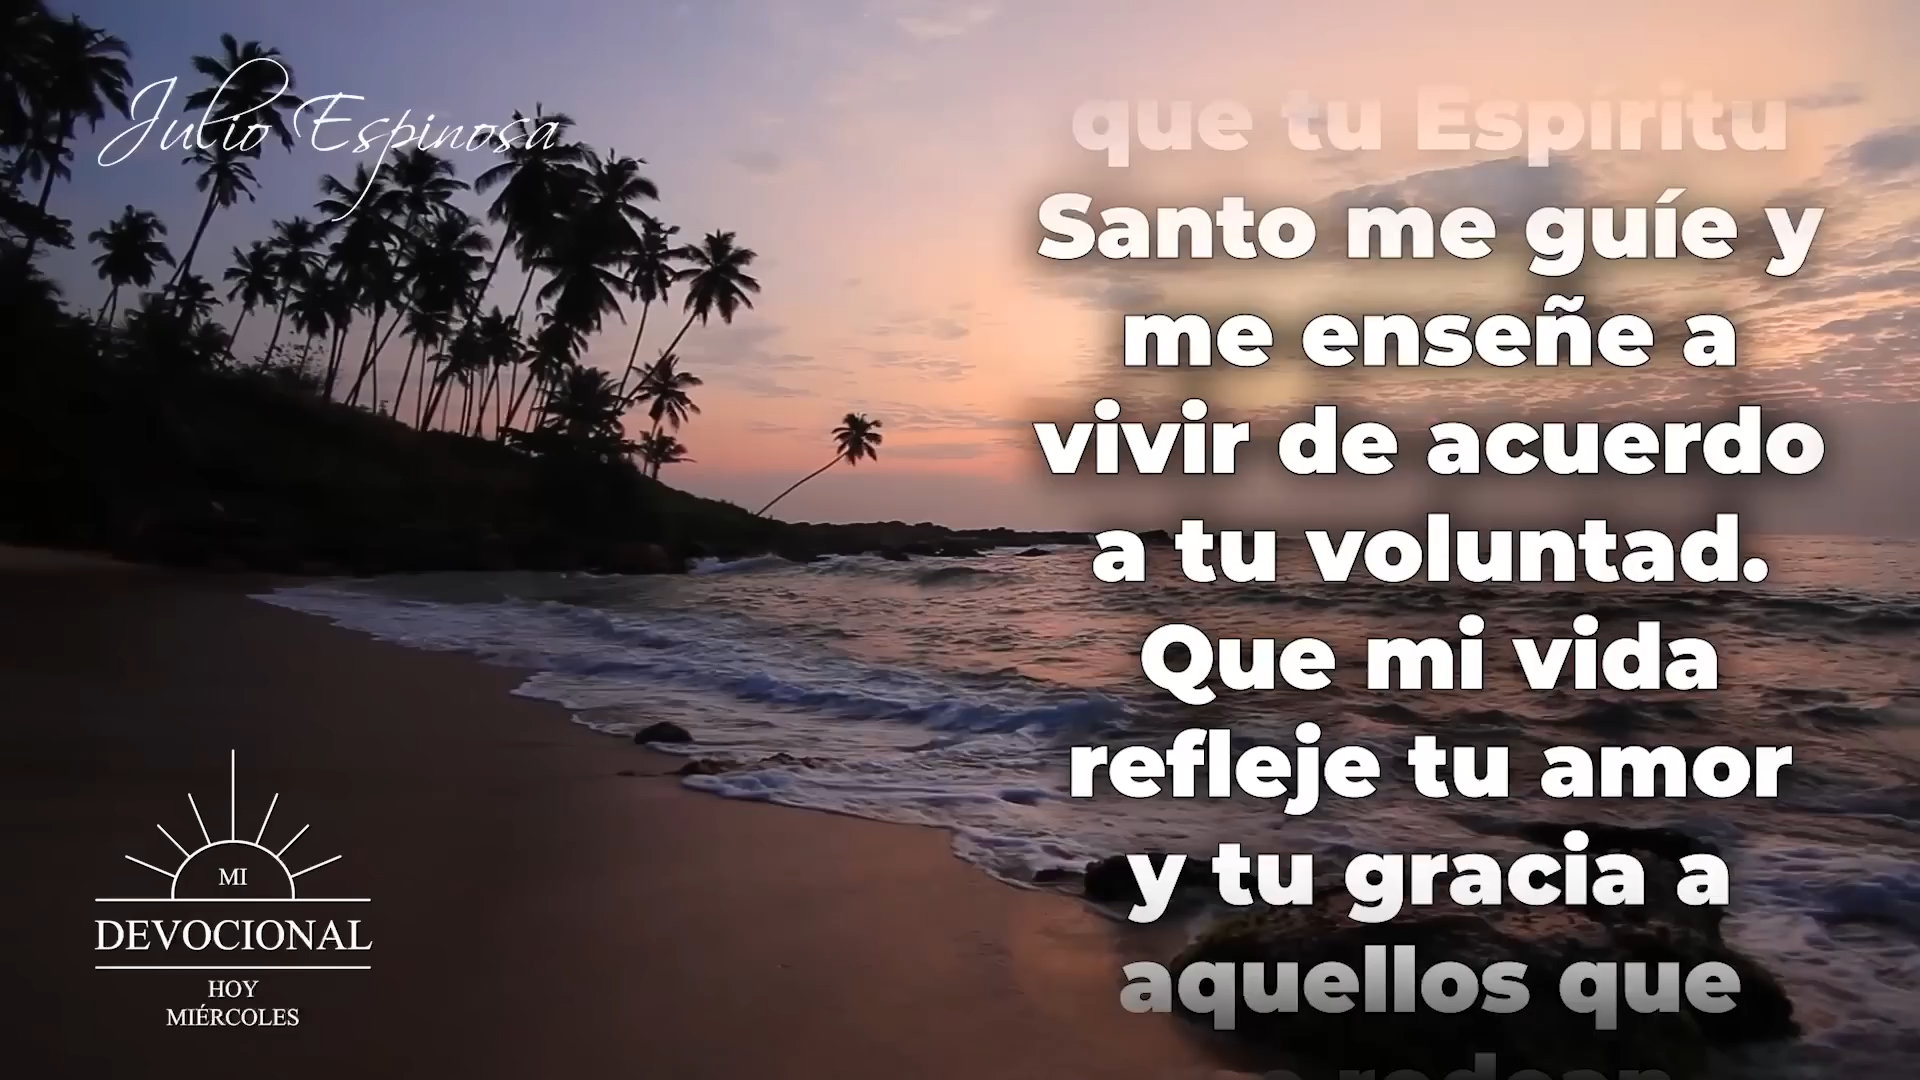 Julio Espinosa
que tu Espíritu
Santo me guíe y
me enseñe a
vivir de acuerdo
a tu voluntad.
Que mi vida
refleje tu amor
y tu gracia a
aquellos que
MI
DEVOCIONAL
HOY
MIÉRCOLES